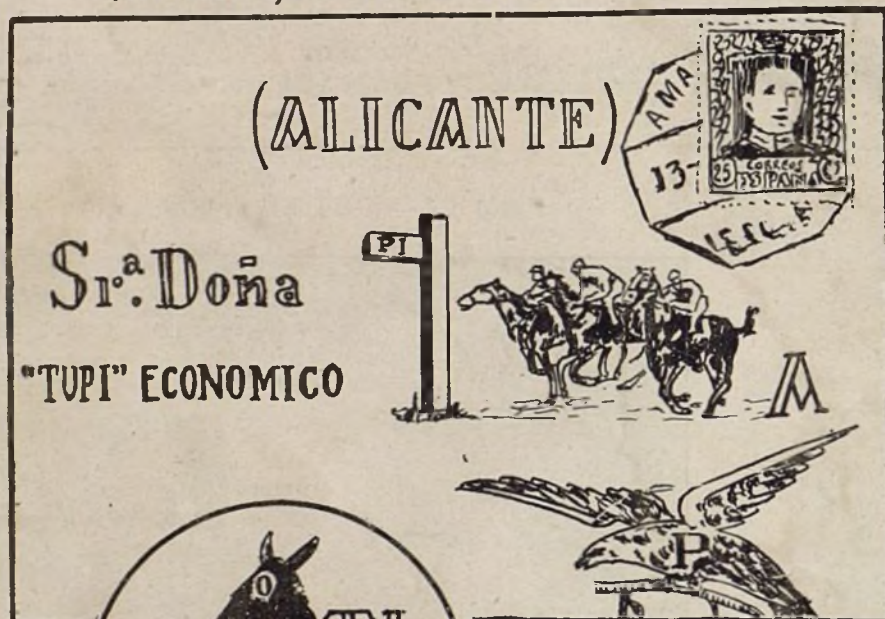 (ALICANTE)
AMA
13-
25 CORREOS
ESPAÑA
PI
Srª. Doña
"TUPI" ECONOMICO
A
P
O